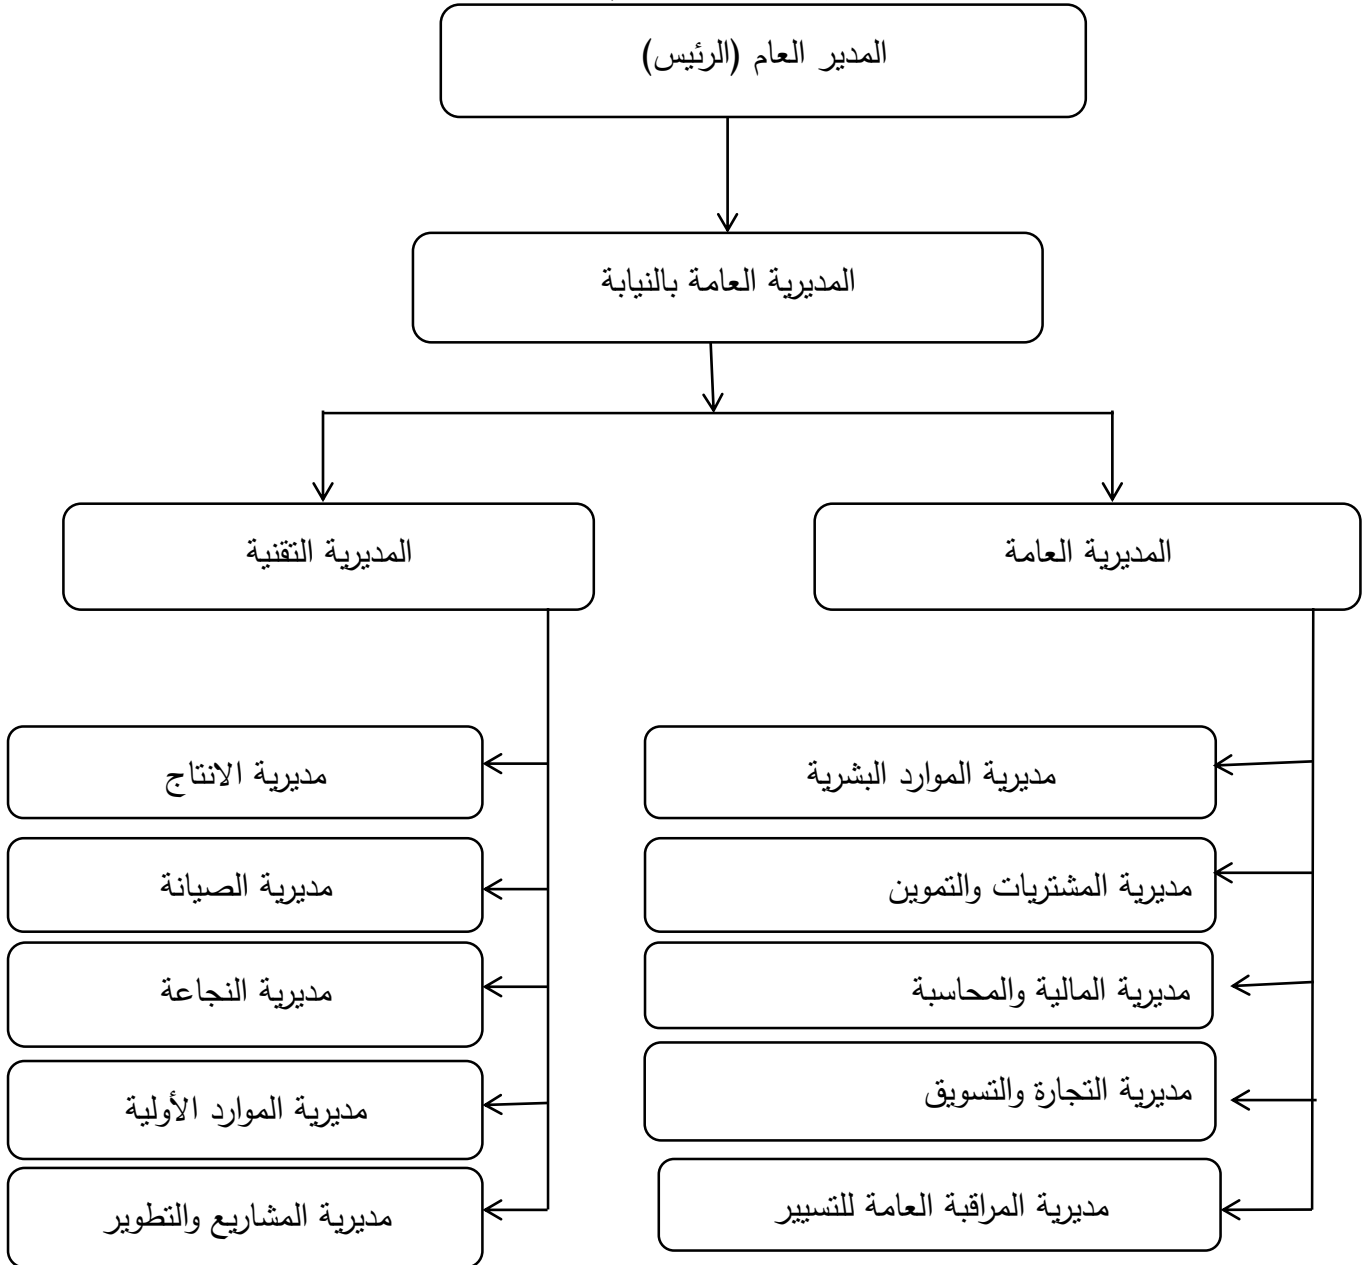 المدير العام (الرئيس)
المديرية العامة بالنيابة
المديرية العامة
المديرية التقنية
مديرية الموارد البشرية
مديرية المشتريات والتموين
مديرية المالية والمحاسبة
مديرية التجارة والتسويق
مديرية المراقبة العامة للتسيير
مديرية الانتاج
مديرية الصيانة
مديرية النجاعة
مديرية الموارد الأولية
مديرية المشاريع والتطوير